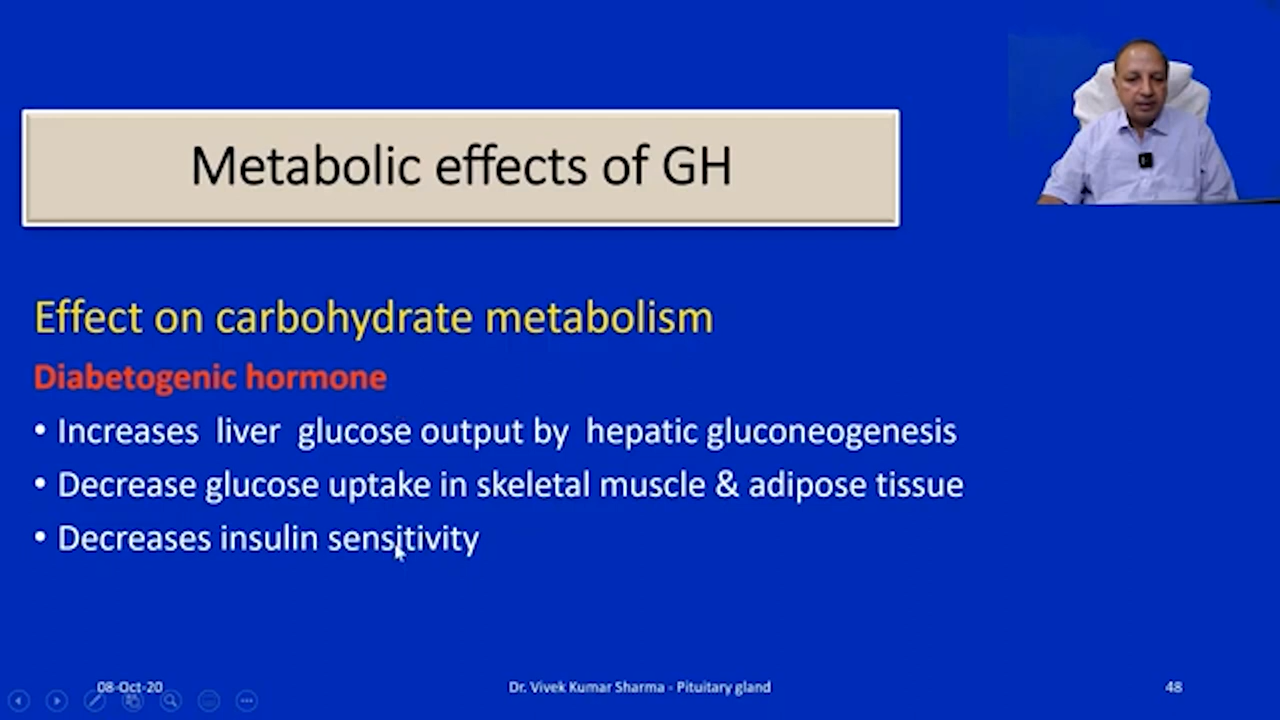 Metabolic effects of GH
Effect on carbohydrate metabolism
Diabetogenic hormone
• Increases liver glucose output by hepatic gluconeogenesis
• Decrease glucose uptake in skeletal muscle & adipose tissue
• Decreases insulin sensitivity
08-Oct-20
Dr. Vivek Kumar Sharma - Pituitary gland
48